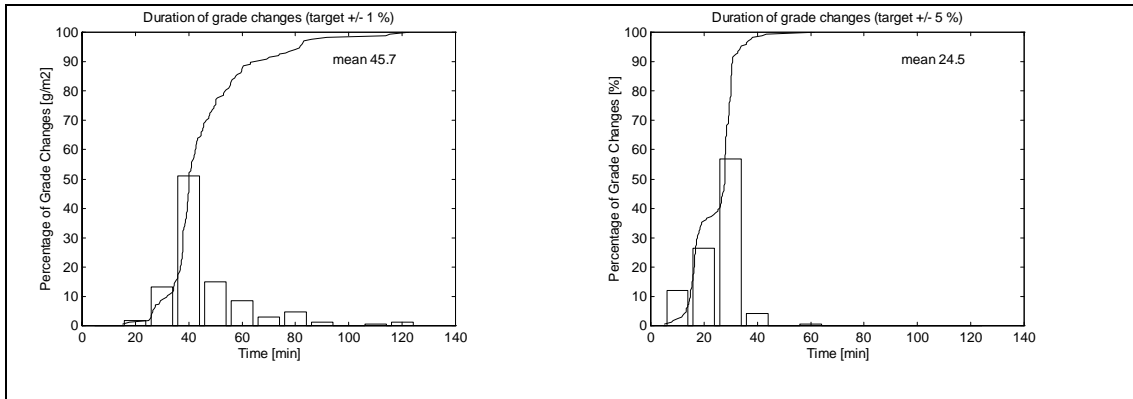 Duration of grade changes (target +/- 1 %)
100
90
80
70
60
50
40
30
20
10
0
Percentage of Grade Changes [g/m2]
mean 45.7
0 20 40 60 80 100 120 140
Time [min]
Duration of grade changes (target +/- 5 %)
100
90
80
70
60
50
40
30
20
10
0
Percentage of Grade Changes [%]
mean 24.5
0 20 40 60 80 100 120 140
Time [min]